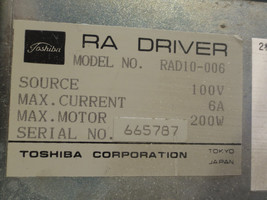 Toshiba RA DRIVER
MODEL NO. RAD10-006
SOURCE 100V
MAX.CURRENT 6A
MAX.MOTOR 200W
SERIAL NO. 665787
TOSHIBA CORPORATION TOKYO JAPAN